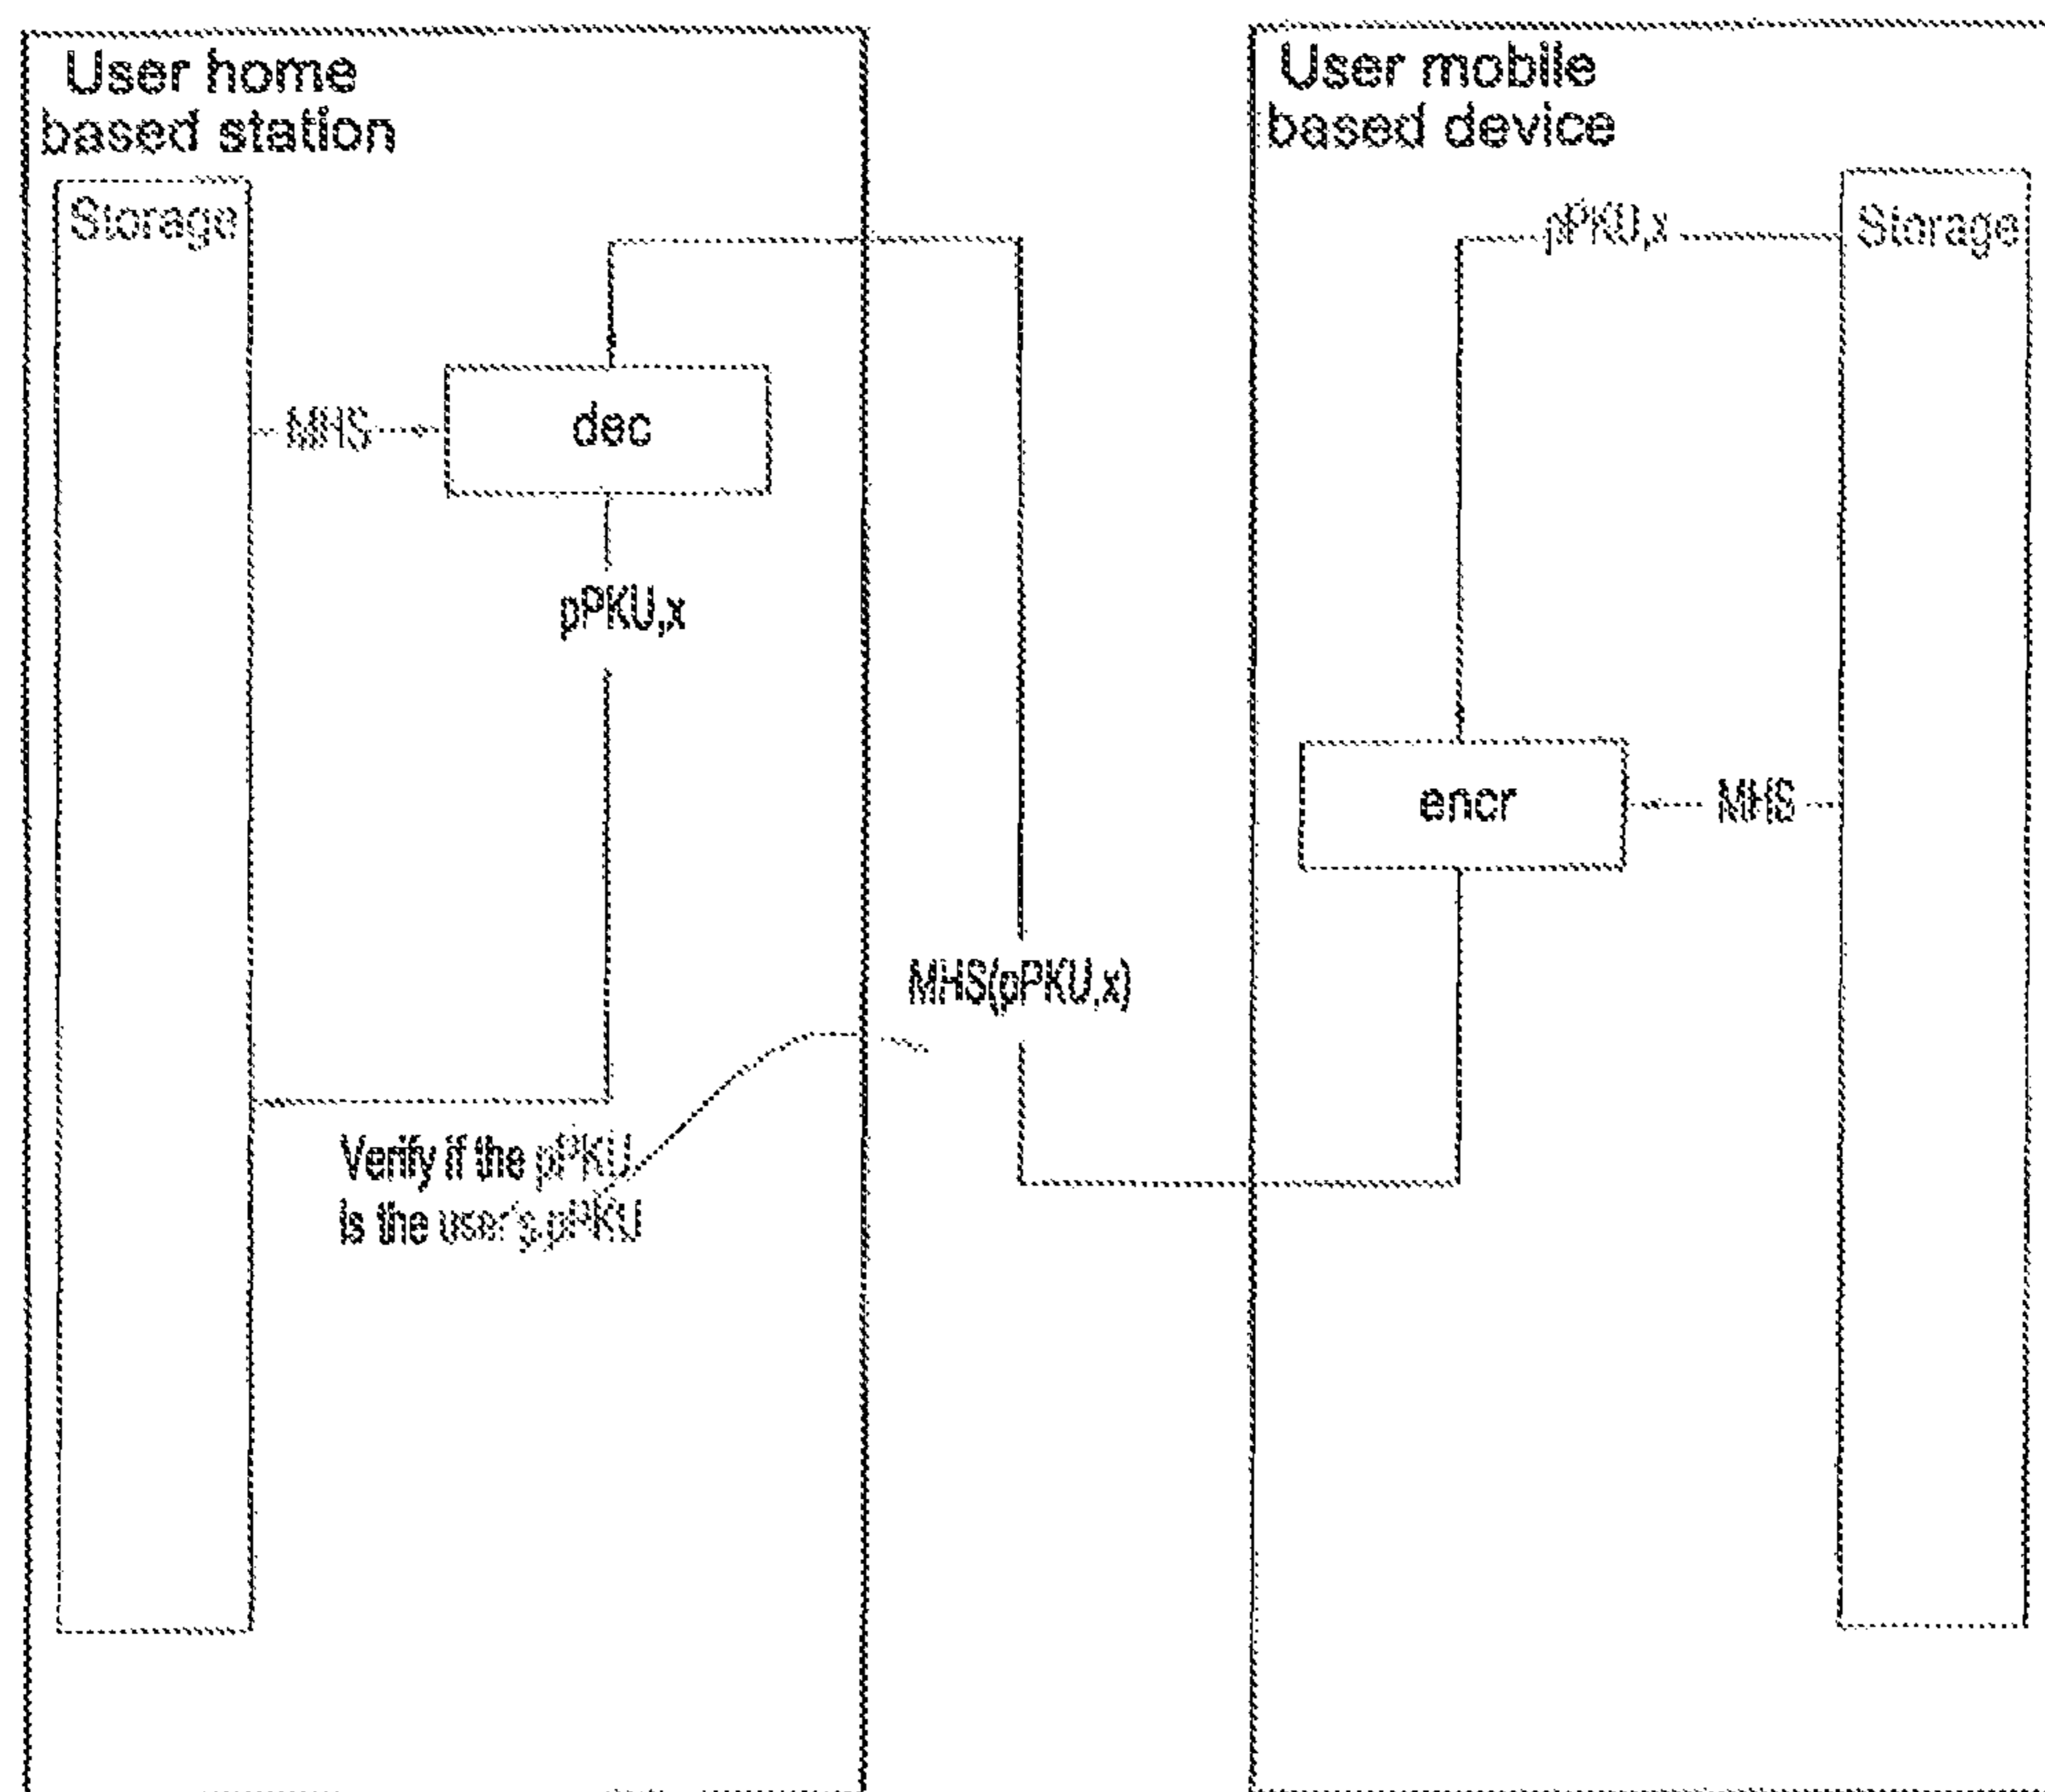 User home
based station
Storage
MHS
dec
pPKU,x
Verify if the pPKU
is the user's pPKU
MHS(pPKU,x)
User mobile
based device
pPKU,x
Storage
encr
MHS